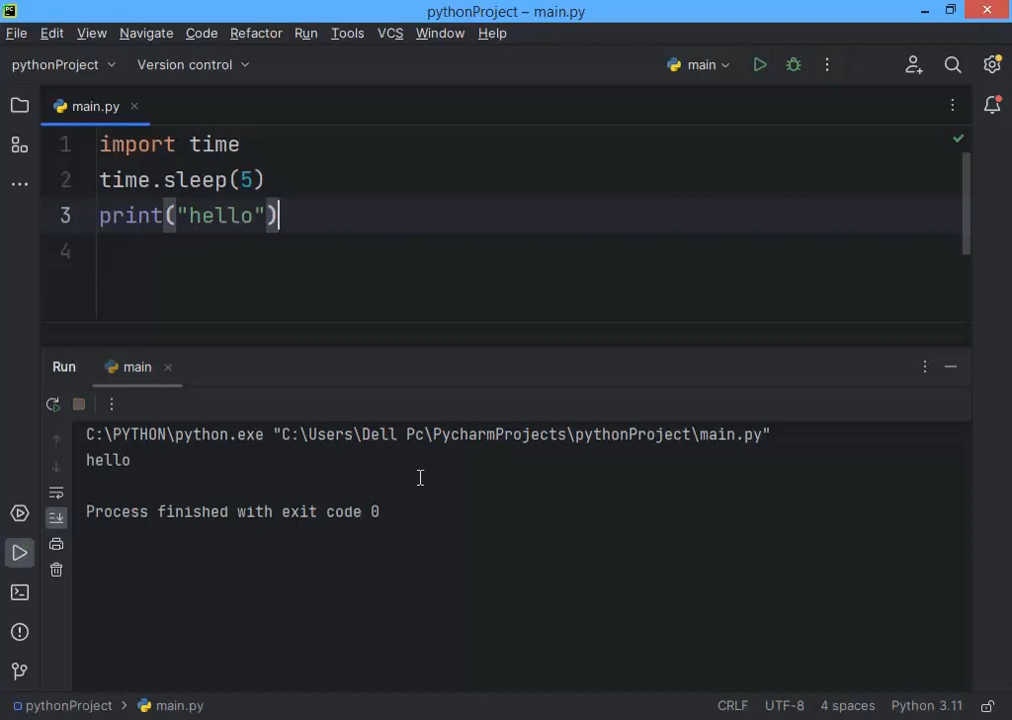 PC
pythonProject – main.py
File Edit View Navigate Code Refactor Run Tools VCS Window Help
pythonProject Version control main
main.py
1 import time
2 time.sleep(5)
3 print("hello")
4
Run main
C:\PYTHON\python.exe "C:\Users\Dell Pc\PycharmProjects\pythonProject\main.py"
hello
Process finished with exit code 0
pythonProject > main.py CRLF UTF-8 4 spaces Python 3.11